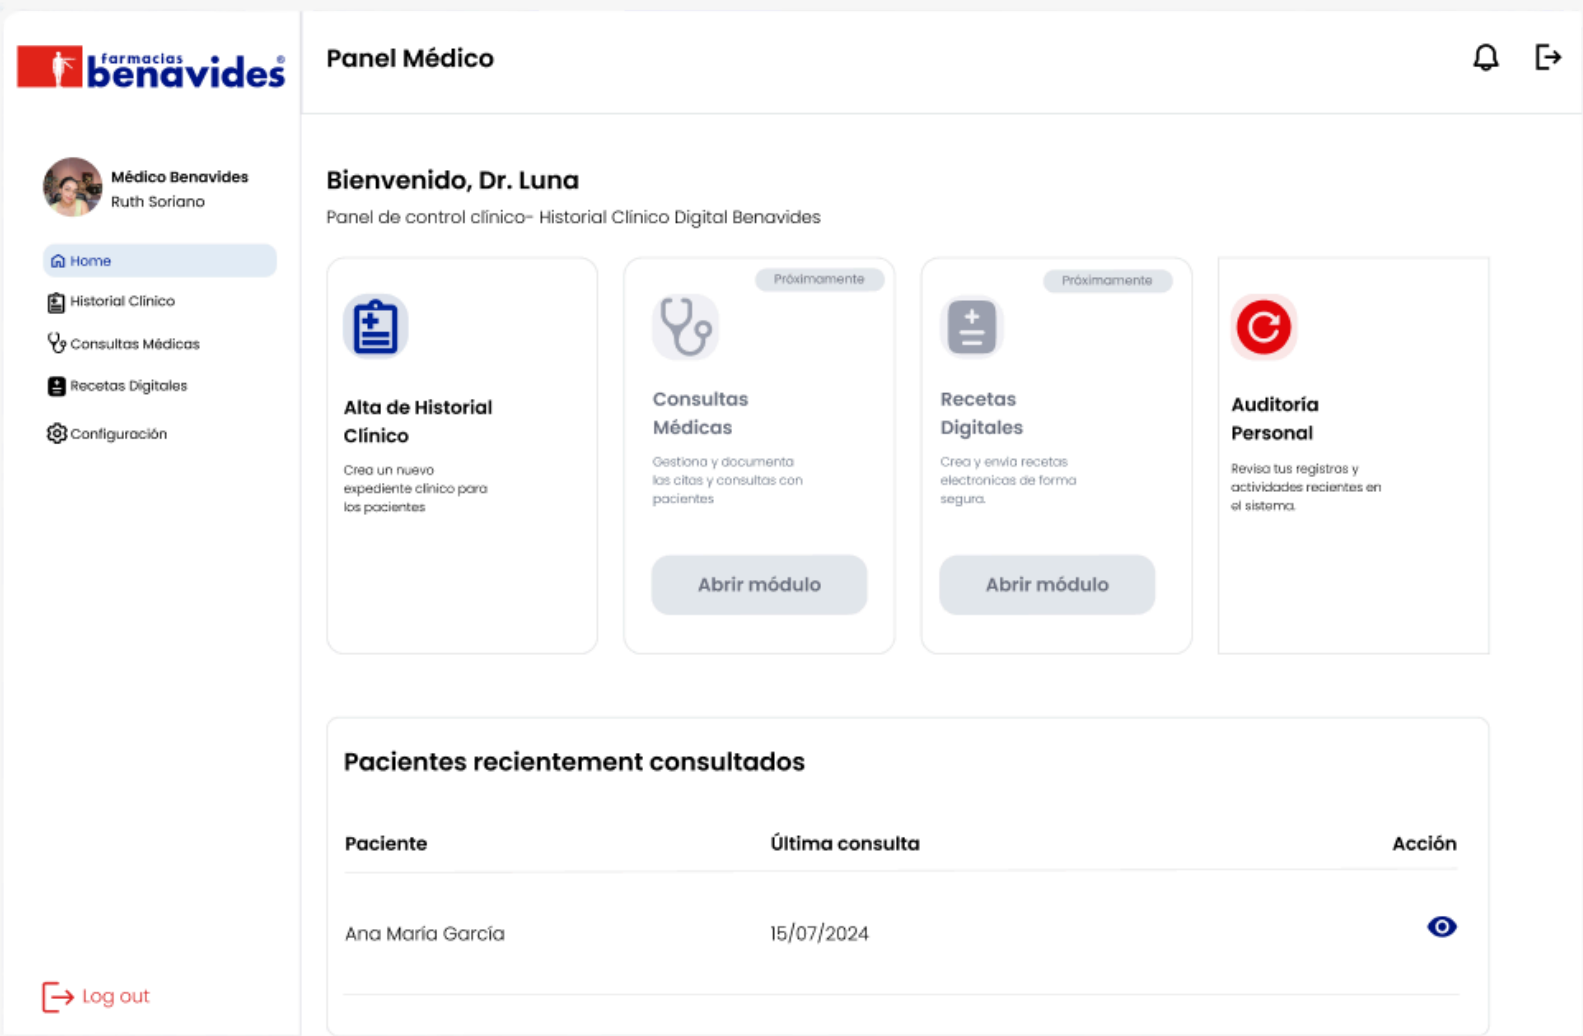 farmacias
benavides®
Panel Médico
Médico Benavides
Ruth Soriano
Home
Historial Clínico
Consultas Médicas
Recetas Digitales
Configuración
Log out
Bienvenido, Dr. Luna
Panel de control clínico- Historial Clínico Digital Benavides
Alta de Historial
Clínico
Crea un nuevo
expediente clínico para
los pacientes
Próximamente
Consultas
Médicas
Gestiona y documenta
las citas y consultas con
pacientes
Abrir módulo
Próximamente
Recetas
Digitales
Crea y envía recetas
electronicas de forma
segura.
Abrir módulo
Auditoría
Personal
Revisa tus registros y
actividades recientes en
el sistema.
Pacientes recientement consultados
Paciente
Última consulta
Acción
Ana María García
15/07/2024